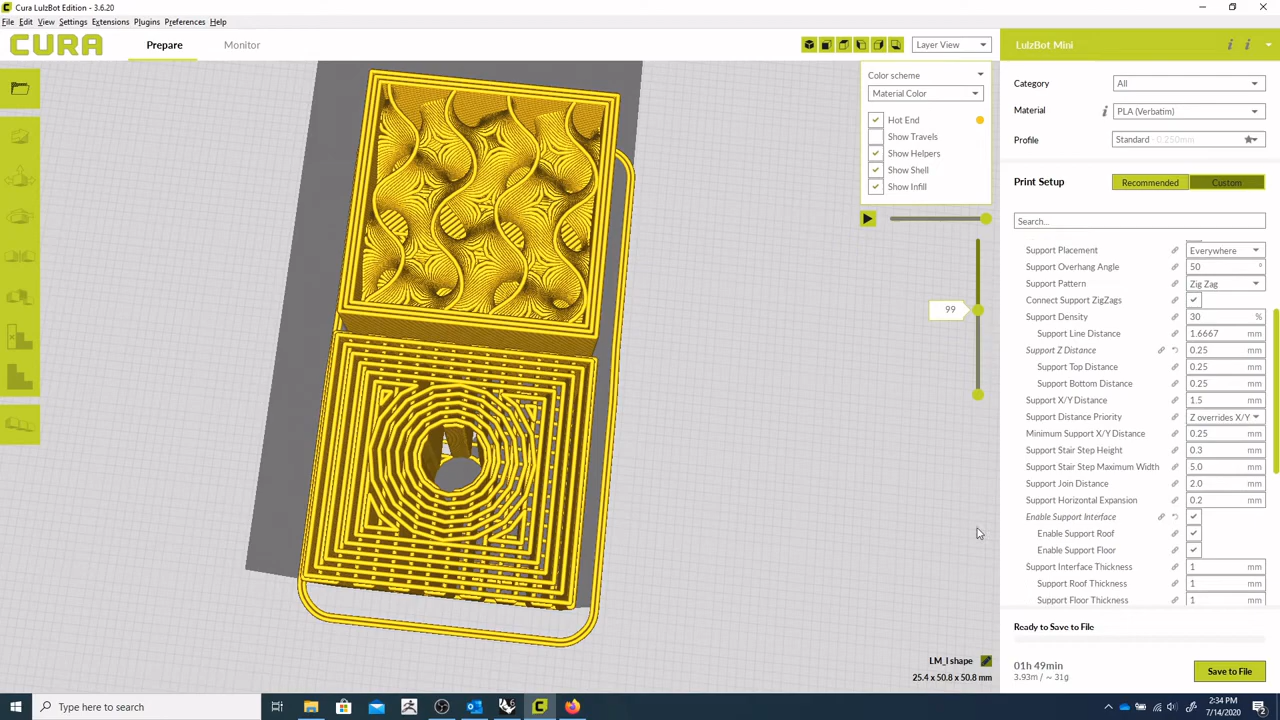 Cura LulzBot Edition - 3.6.20
File Edit View Settings Extensions Plugins Preferences Help
CURA
Prepare Monitor
Layer View
LulzBot Mini
Color scheme
Material Color
Hot End
Show Travels
Show Helpers
Show Shell
Show Infill
99
Category All
Material PLA (Verbatim)
Profile Standard - 0.250mm
Print Setup Recommended Custom
Search...
Support Placement Everywhere
Support Overhang Angle 50 °
Support Pattern Zig Zag
Connect Support ZigZags
Support Density 30 %
Support Line Distance 1.6667 mm
Support Z Distance 0.25 mm
Support Top Distance 0.25 mm
Support Bottom Distance 0.25 mm
Support X/Y Distance 1.5 mm
Support Distance Priority Z overrides X/Y
Minimum Support X/Y Distance 0.25 mm
Support Stair Step Height 0.3 mm
Support Stair Step Maximum Width 5.0 mm
Support Join Distance 2.0 mm
Support Horizontal Expansion 0.2 mm
Enable Support Interface
Enable Support Roof
Enable Support Floor
Support Interface Thickness 1 mm
Support Roof Thickness 1 mm
Support Floor Thickness 1 mm
Ready to Save to File
01h 49min
3.93m / ~ 31g
Save to File
LM_I shape
25.4 x 50.8 x 50.8 mm
Type here to search
2:34 PM
7/14/2020
2